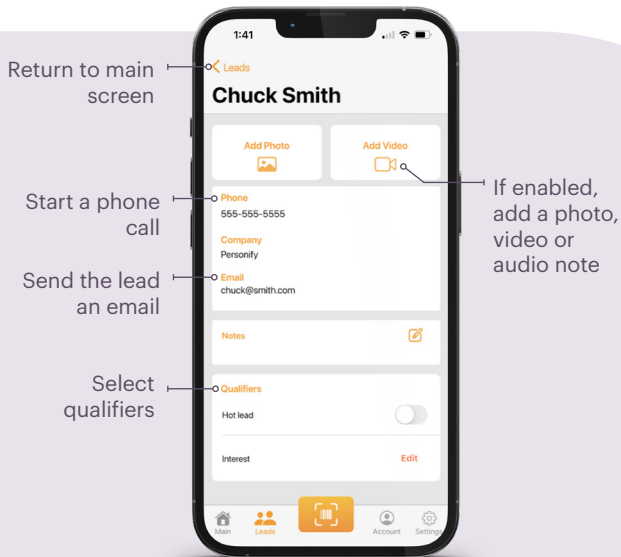 Return to main
screen
Start a phone
call
Send the lead
an email
Select
qualifiers
1:41
Leads
Chuck Smith
Add Photo
Add Video
Phone
555-555-5555
Company
Personify
Email
chuck@smith.com
Notes
Qualifiers
Hot lead
Interest
Edit
Main
Leads
Account
Settings
If enabled,
add a photo,
video or
audio note